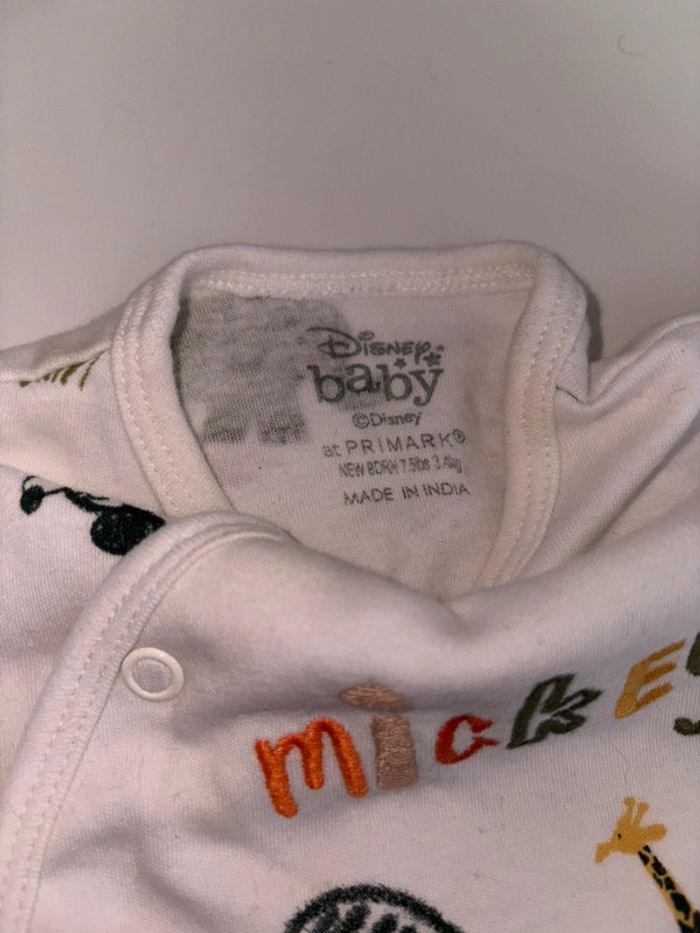 Disney
baby
©Disney
at PRIMARK®
NEW BORN 7.5lbs 3.4kg
MADE IN INDIA
mickey